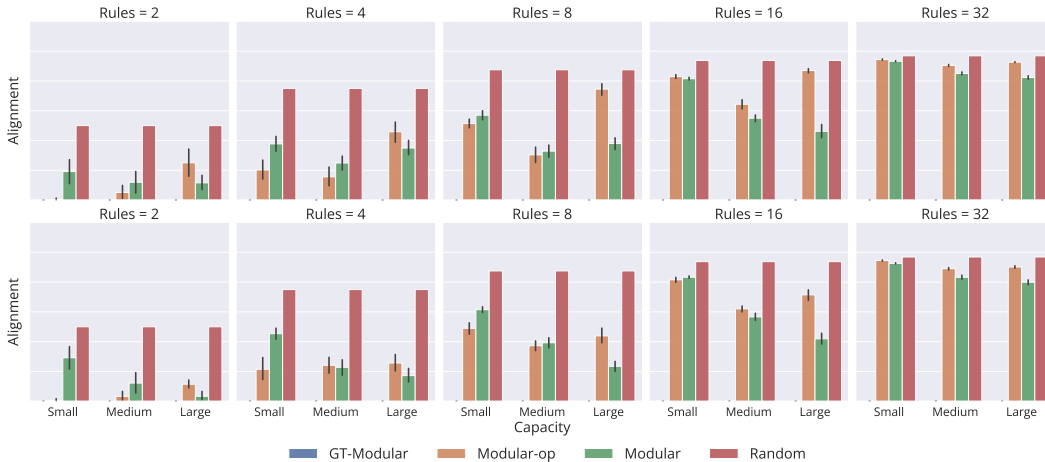 Rules = 2 Rules = 4 Rules = 8 Rules = 16 Rules = 32
Alignment
Rules = 2 Rules = 4 Rules = 8 Rules = 16 Rules = 32
Alignment
Small Medium Large Small Medium Large Small Medium Large Small Medium Large Small Medium Large
Capacity
GT-Modular Modular-op Modular Random